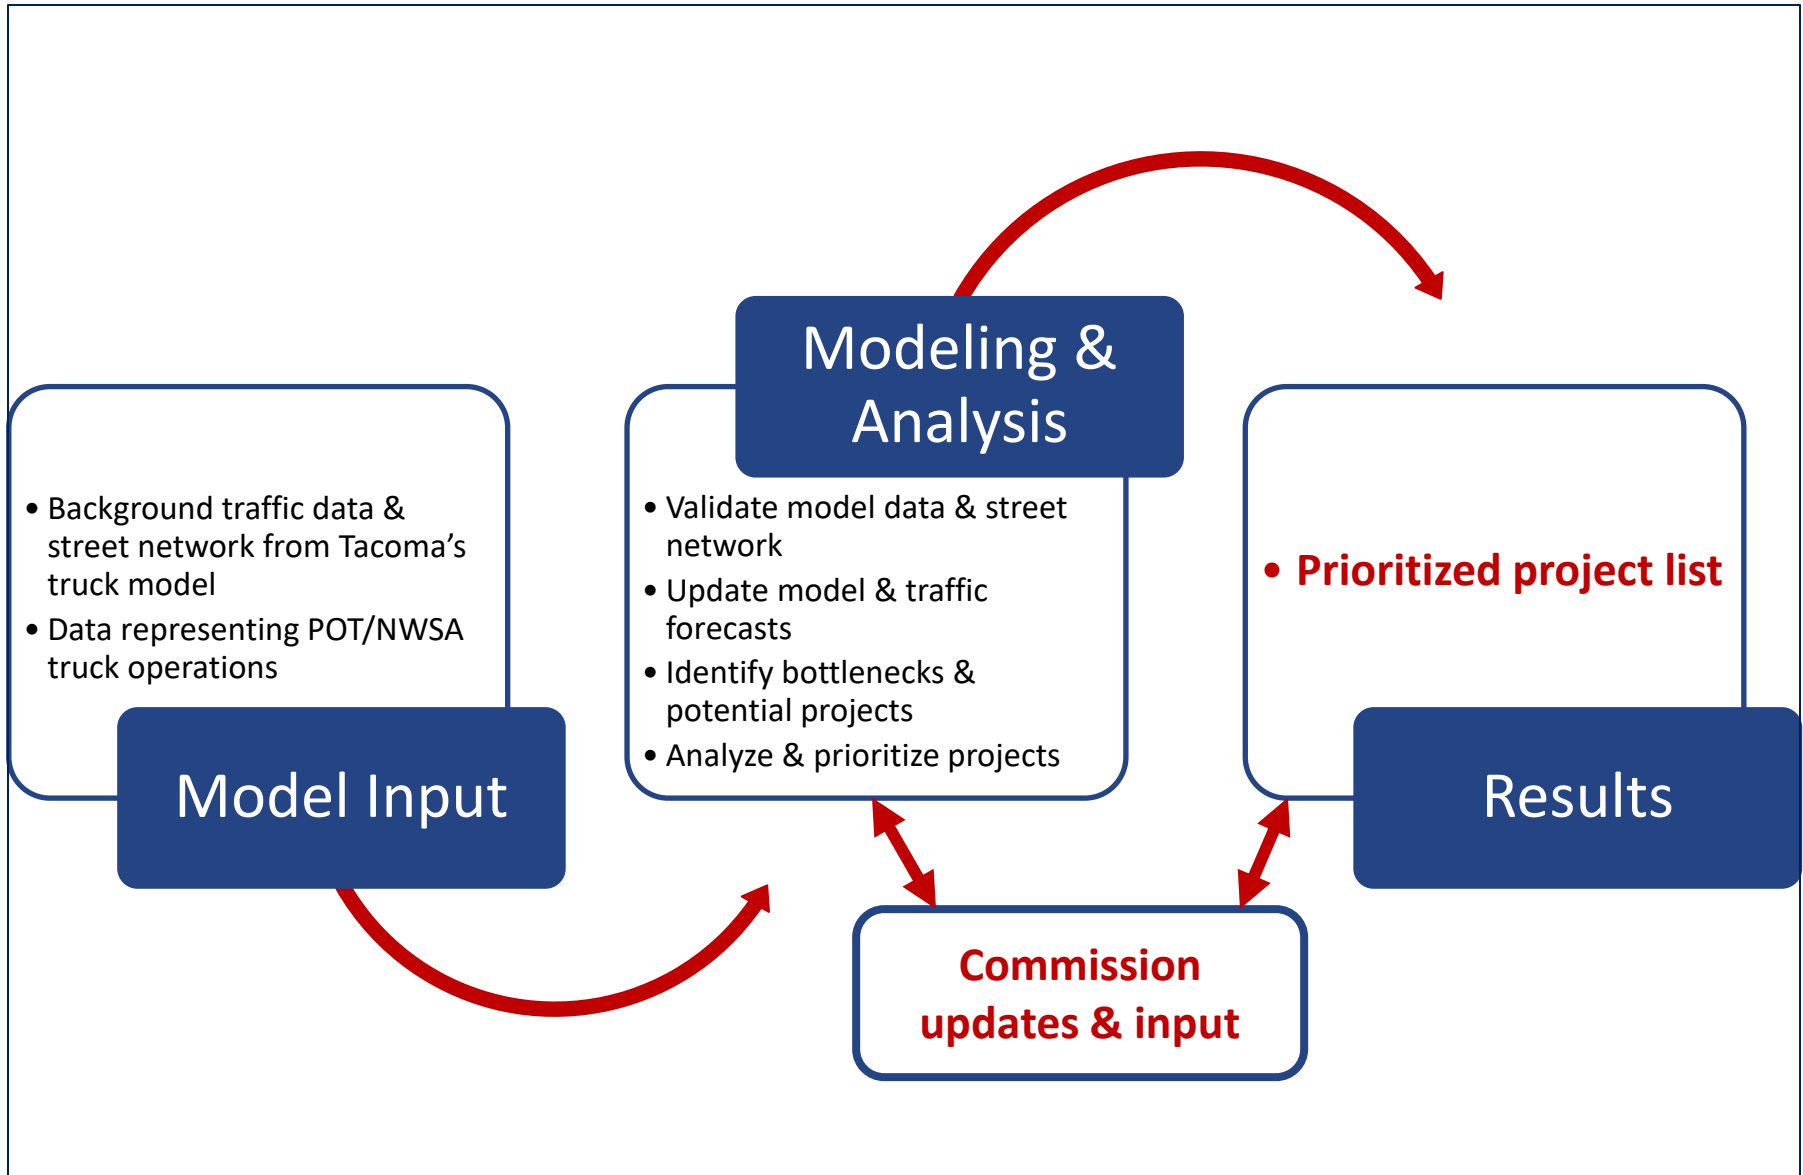 • Background traffic data &
street network from Tacoma’s
truck model
• Data representing POT/NWSA
truck operations
Model Input
Modeling &
Analysis
• Validate model data & street
network
• Update model & traffic
forecasts
• Identify bottlenecks &
potential projects
• Analyze & prioritize projects
• Prioritized project list
Results
Commission
updates & input